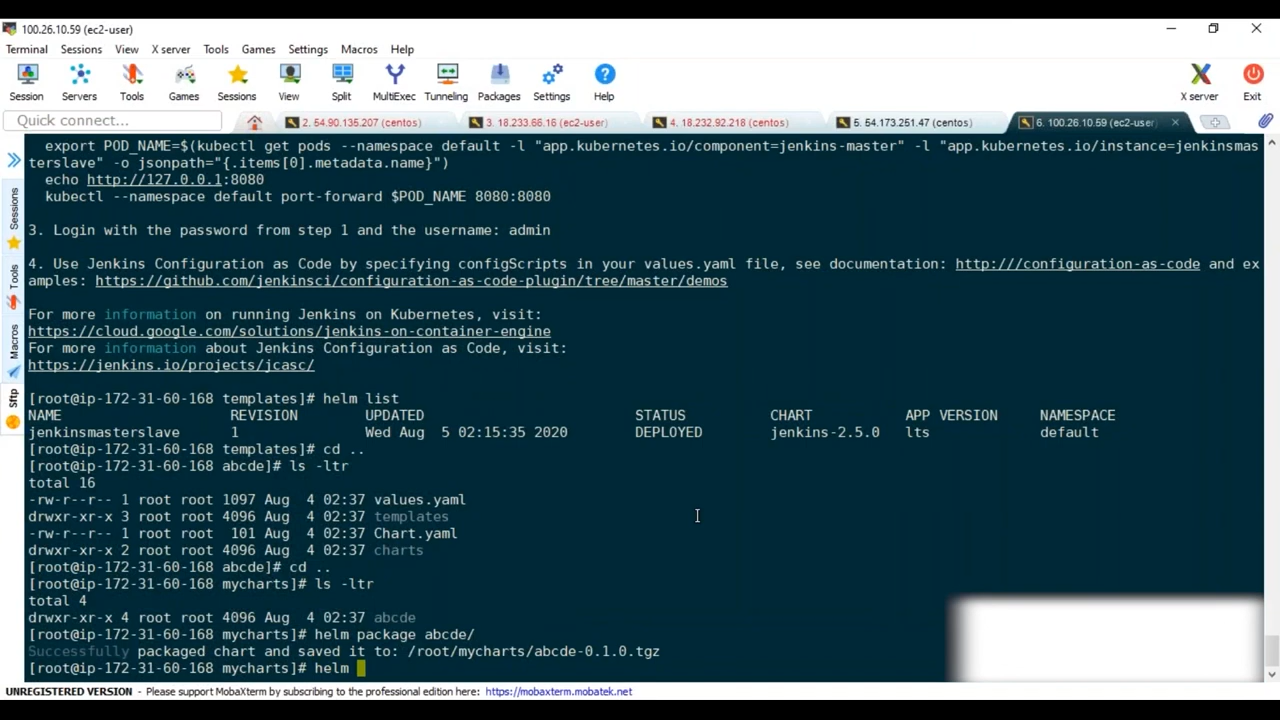 100.26.10.59 (ec2-user)
Terminal Sessions View X server Tools Games Settings Macros Help
Session Servers Tools Games Sessions View Split MultiExec Tunneling Packages Settings Help X server Exit
Quick connect... 2. 54.90.135.207 (centos) 3. 18.233.66.16 (ec2-user) 4. 18.232.92.218 (centos) 5. 54.173.251.47 (centos) 6. 100.26.10.59 (ec2-user)
Sessions
Tools
Macros
Sftp
export POD_NAME=$(kubectl get pods --namespace default -l "app.kubernetes.io/component=jenkins-master" -l "app.kubernetes.io/instance=jenkinsmas
terslave" -o jsonpath="{.items[0].metadata.name}")
echo http://127.0.0.1:8080
kubectl --namespace default port-forward $POD_NAME 8080:8080
3. Login with the password from step 1 and the username: admin
4. Use Jenkins Configuration as Code by specifying configScripts in your values.yaml file, see documentation: http:///configuration-as-code and ex
amples: https://github.com/jenkinsci/configuration-as-code-plugin/tree/master/demos
For more information on running Jenkins on Kubernetes, visit:
https://cloud.google.com/solutions/jenkins-on-container-engine
For more information about Jenkins Configuration as Code, visit:
https://jenkins.io/projects/jcasc/
[root@ip-172-31-60-168 templates]# helm list
NAME REVISION UPDATED STATUS CHART APP VERSION NAMESPACE
jenkinsmasterslave 1 Wed Aug 5 02:15:35 2020 DEPLOYED jenkins-2.5.0 lts default
[root@ip-172-31-60-168 templates]# cd ..
[root@ip-172-31-60-168 abcde]# ls -ltr
total 16
-rw-r--r-- 1 root root 1097 Aug 4 02:37 values.yaml
drwxr-xr-x 3 root root 4096 Aug 4 02:37 templates
-rw-r--r-- 1 root root 101 Aug 4 02:37 Chart.yaml
drwxr-xr-x 2 root root 4096 Aug 4 02:37 charts
[root@ip-172-31-60-168 abcde]# cd ..
[root@ip-172-31-60-168 mycharts]# ls -ltr
total 4
drwxr-xr-x 4 root root 4096 Aug 4 02:37 abcde
[root@ip-172-31-60-168 mycharts]# helm package abcde/
Successfully packaged chart and saved it to: /root/mycharts/abcde-0.1.0.tgz
[root@ip-172-31-60-168 mycharts]# helm
UNREGISTERED VERSION - Please support MobaXterm by subscribing to the professional edition here: https://mobaxterm.mobatek.net